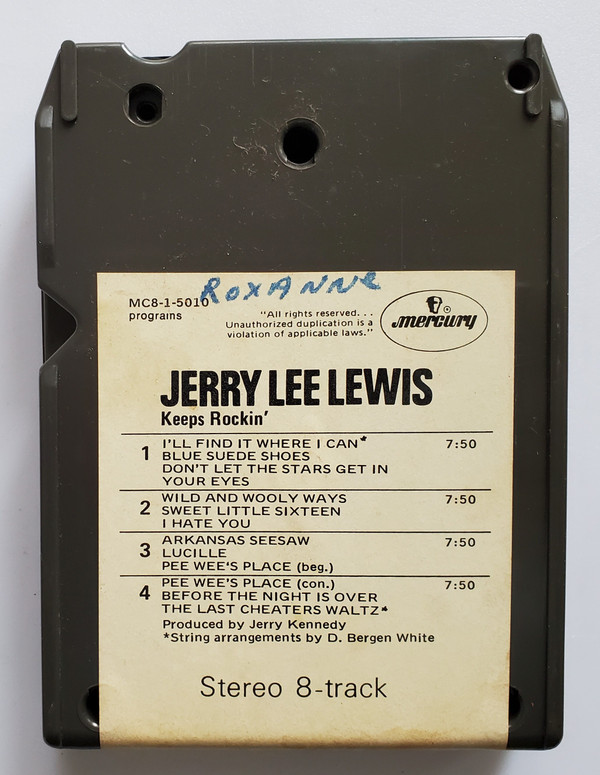 ROXANNE
MC8-1-5010
programs
"All rights reserved. . .
Unauthorized duplication is a
violation of applicable laws."
mercury
JERRY LEE LEWIS
Keeps Rockin'
1 I'LL FIND IT WHERE I CAN* 7:50
BLUE SUEDE SHOES
DON'T LET THE STARS GET IN
YOUR EYES
2 WILD AND WOOLY WAYS 7:50
SWEET LITTLE SIXTEEN
I HATE YOU
3 ARKANSAS SEESAW 7:50
LUCILLE
PEE WEE'S PLACE (beg.)
4 PEE WEE'S PLACE (con.) 7:50
BEFORE THE NIGHT IS OVER
THE LAST CHEATERS WALTZ*
Produced by Jerry Kennedy
*String arrangements by D. Bergen White
Stereo 8-track